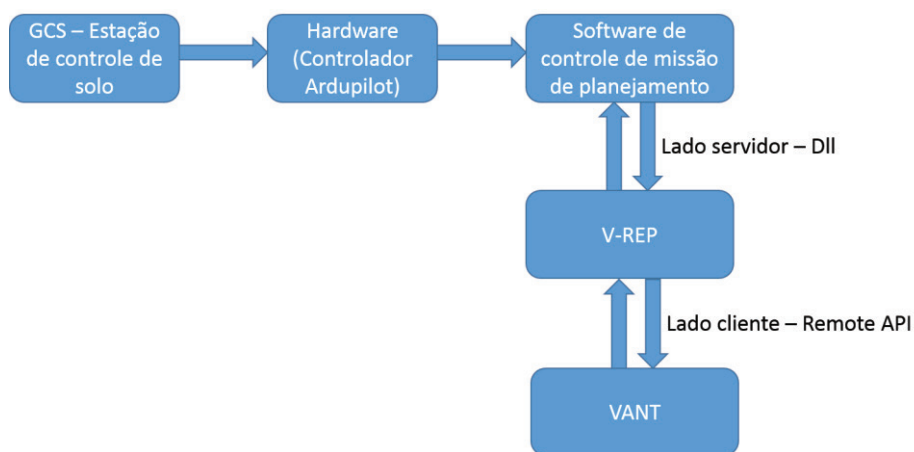 GCS – Estação
de controle de
solo
Hardware
(Controlador
Ardupilot)
Software de
controle de missão
de planejamento
Lado servidor – Dll
V-REP
Lado cliente – Remote API
VANT